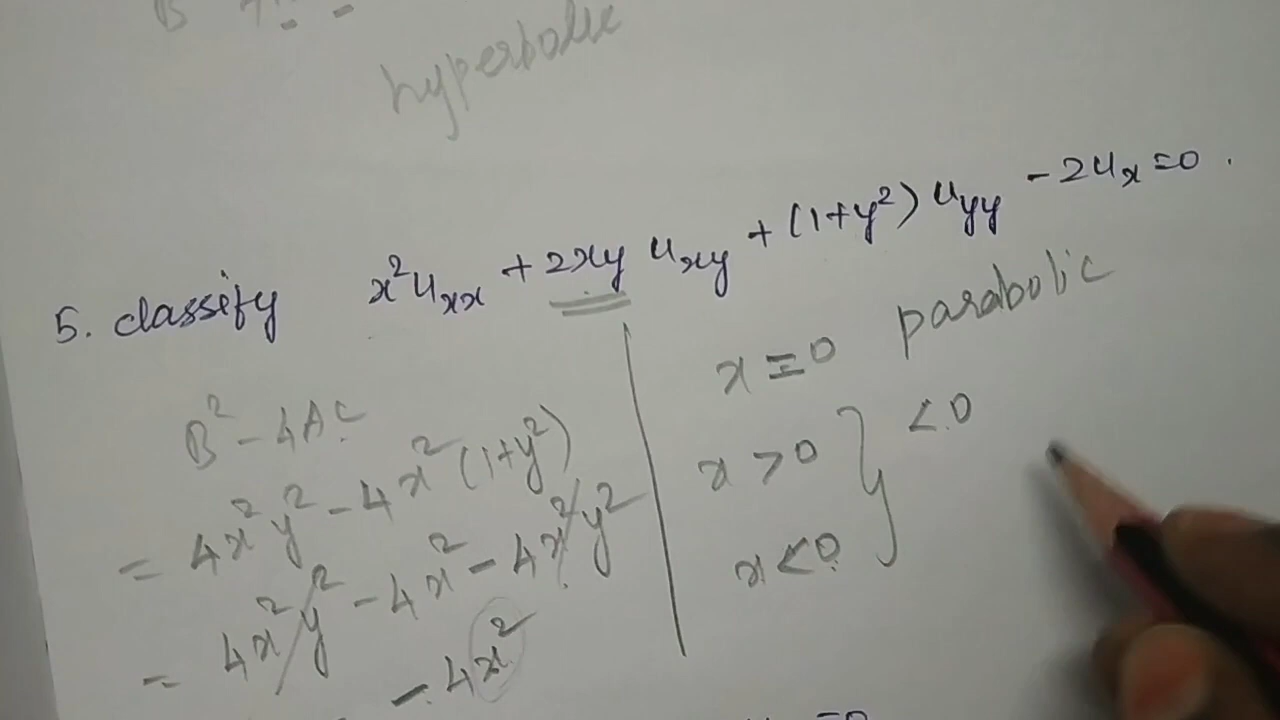 hyperbolic
5. classify x²uₓₓ + 2xy uₓy + (1+y²) uyy - 2uₓ = 0 .
B² - 4AC
= 4x²y² - 4x² (1+y²)
= 4x²y² - 4x² - 4x²y²
- 4x²
x = 0 parabolic
x > 0 } < 0
x < 0